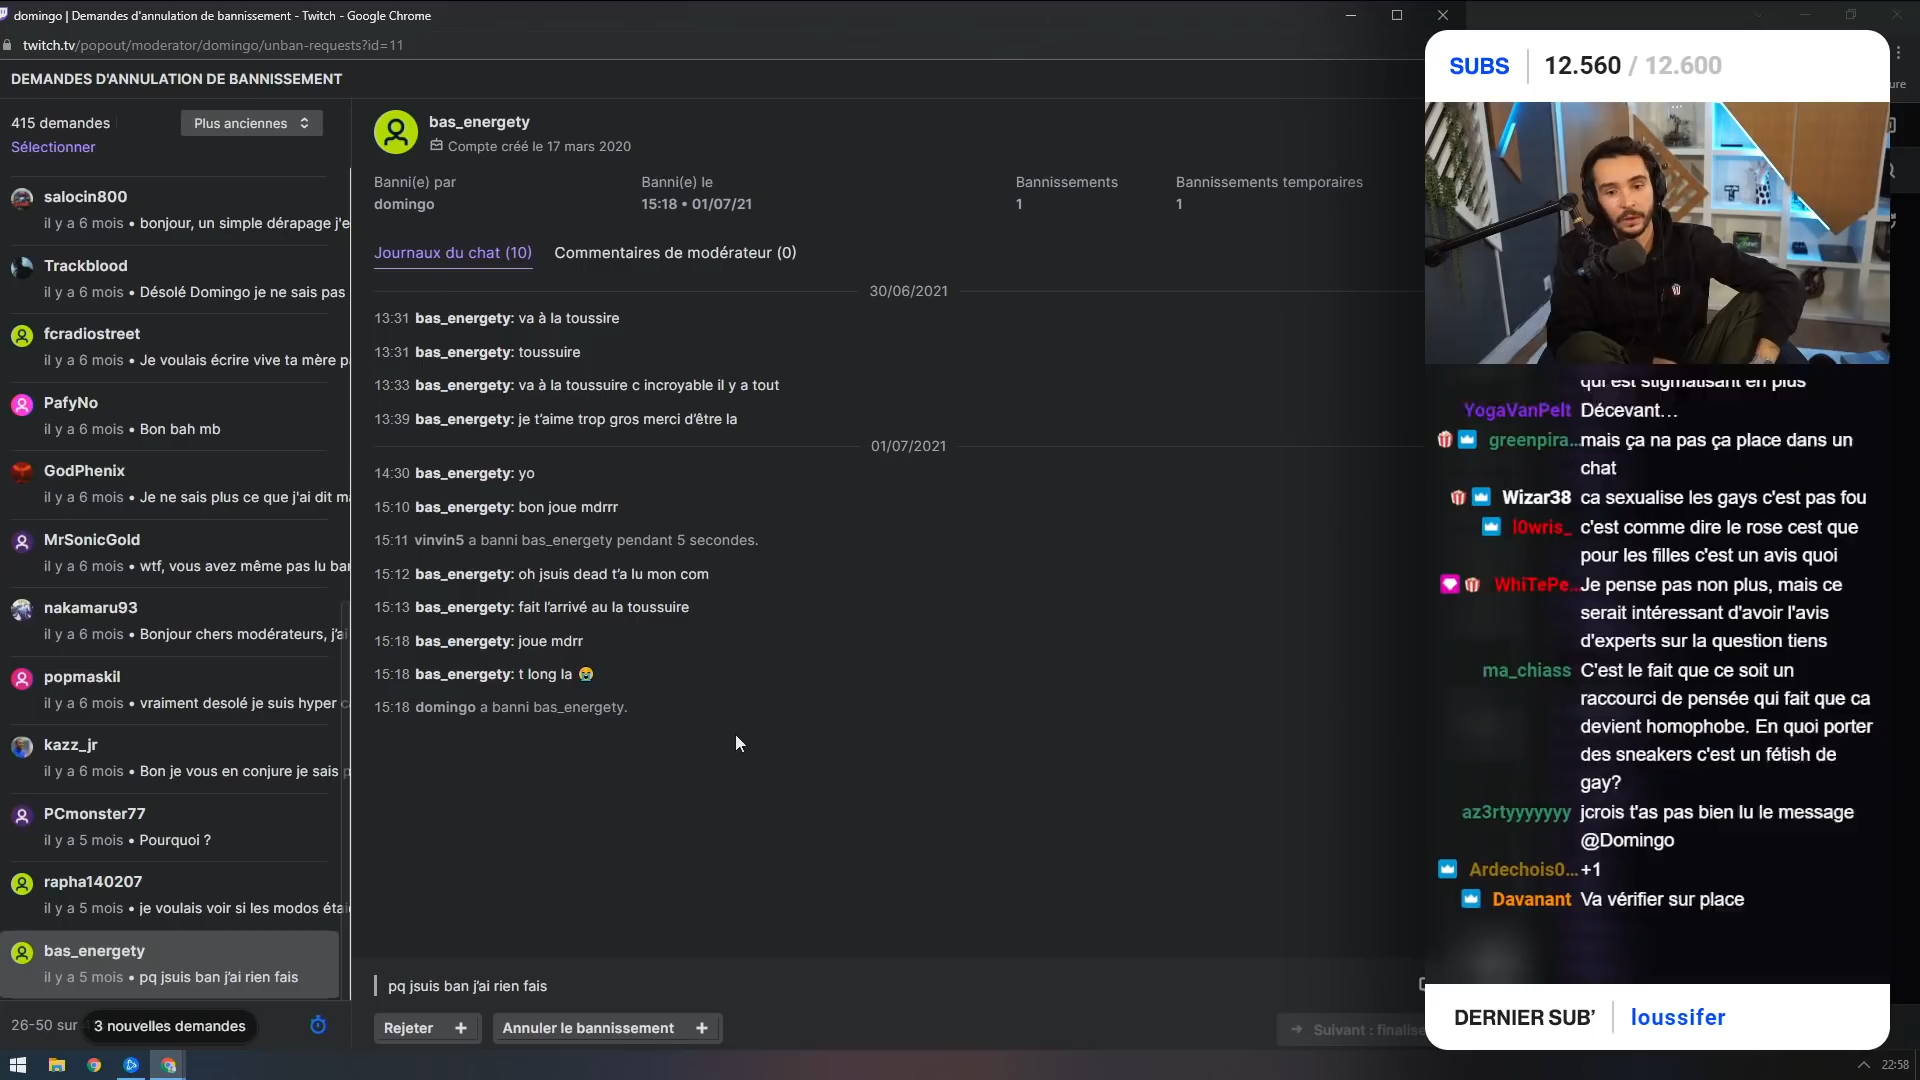 domingo | Demandes d'annulation de bannissement - Twitch - Google Chrome
twitch.tv/popout/moderator/domingo/unban-requests?id=11
DEMANDES D'ANNULATION DE BANNISSEMENT
415 demandes
Plus anciennes
Sélectionner
salocin800
il y a 6 mois • bonjour, un simple dérapage j'e
Trackblood
il y a 6 mois • Désolé Domingo je ne sais pas
fcradiostreet
il y a 6 mois • Je voulais écrire vive ta mère p
PafyNo
il y a 6 mois • Bon bah mb
GodPhenix
il y a 6 mois • Je ne sais plus ce que j'ai dit m
MrSonicGold
il y a 6 mois • wtf, vous avez même pas lu ba
nakamaru93
il y a 6 mois • Bonjour chers modérateurs, j'ai
popmaskil
il y a 6 mois • vraiment desolé je suis hyper c
kazz_jr
il y a 6 mois • Bon je vous en conjure je sais p
PCmonster77
il y a 5 mois • Pourquoi ?
rapha140207
il y a 5 mois • je voulais voir si les modos étai
bas_energety
il y a 5 mois • pq jsuis ban j'ai rien fais
26-50 sur
3 nouvelles demandes
bas_energety
Compte créé le 17 mars 2020
Banni(e) par
domingo
Banni(e) le
15:18 • 01/07/21
Bannissements
1
Bannissements temporaires
1
Journaux du chat (10)
Commentaires de modérateur (0)
30/06/2021
13:31 bas_energety: va à la toussire
13:31 bas_energety: toussuire
13:33 bas_energety: va à la toussuire c incroyable il y a tout
13:39 bas_energety: je t'aime trop gros merci d'être la
01/07/2021
14:30 bas_energety: yo
15:10 bas_energety: bon joue mdrrr
15:11 vinvin5 a banni bas_energety pendant 5 secondes.
15:12 bas_energety: oh jsuis dead t'a lu mon com
15:13 bas_energety: fait l'arrivé au la toussuire
15:18 bas_energety: joue mdrr
15:18 bas_energety: t long la 😭
15:18 domingo a banni bas_energety.
pq jsuis ban j'ai rien fais
Rejeter +
Annuler le bannissement +
→ Suivant : finalise
SUBS
12.560 / 12.600
ure
qui est stigmatisant en plus
YogaVanPelt Décevant…
greenpira... mais ça na pas ça place dans un
chat
Wizar38 ca sexualise les gays c'est pas fou
l0wris_ c'est comme dire le rose cest que
pour les filles c'est un avis quoi
WhiTePe... Je pense pas non plus, mais ce
serait intéressant d'avoir l'avis
d'experts sur la question tiens
ma_chiass C'est le fait que ce soit un
raccourci de pensée qui fait que ca
devient homophobe. En quoi porter
des sneakers c'est un fétish de
gay?
az3rtyyyyyyy jcrois t'as pas bien lu le message
@Domingo
Ardechois0... +1
Davanant Va vérifier sur place
DERNIER SUB'
loussifer
22:58